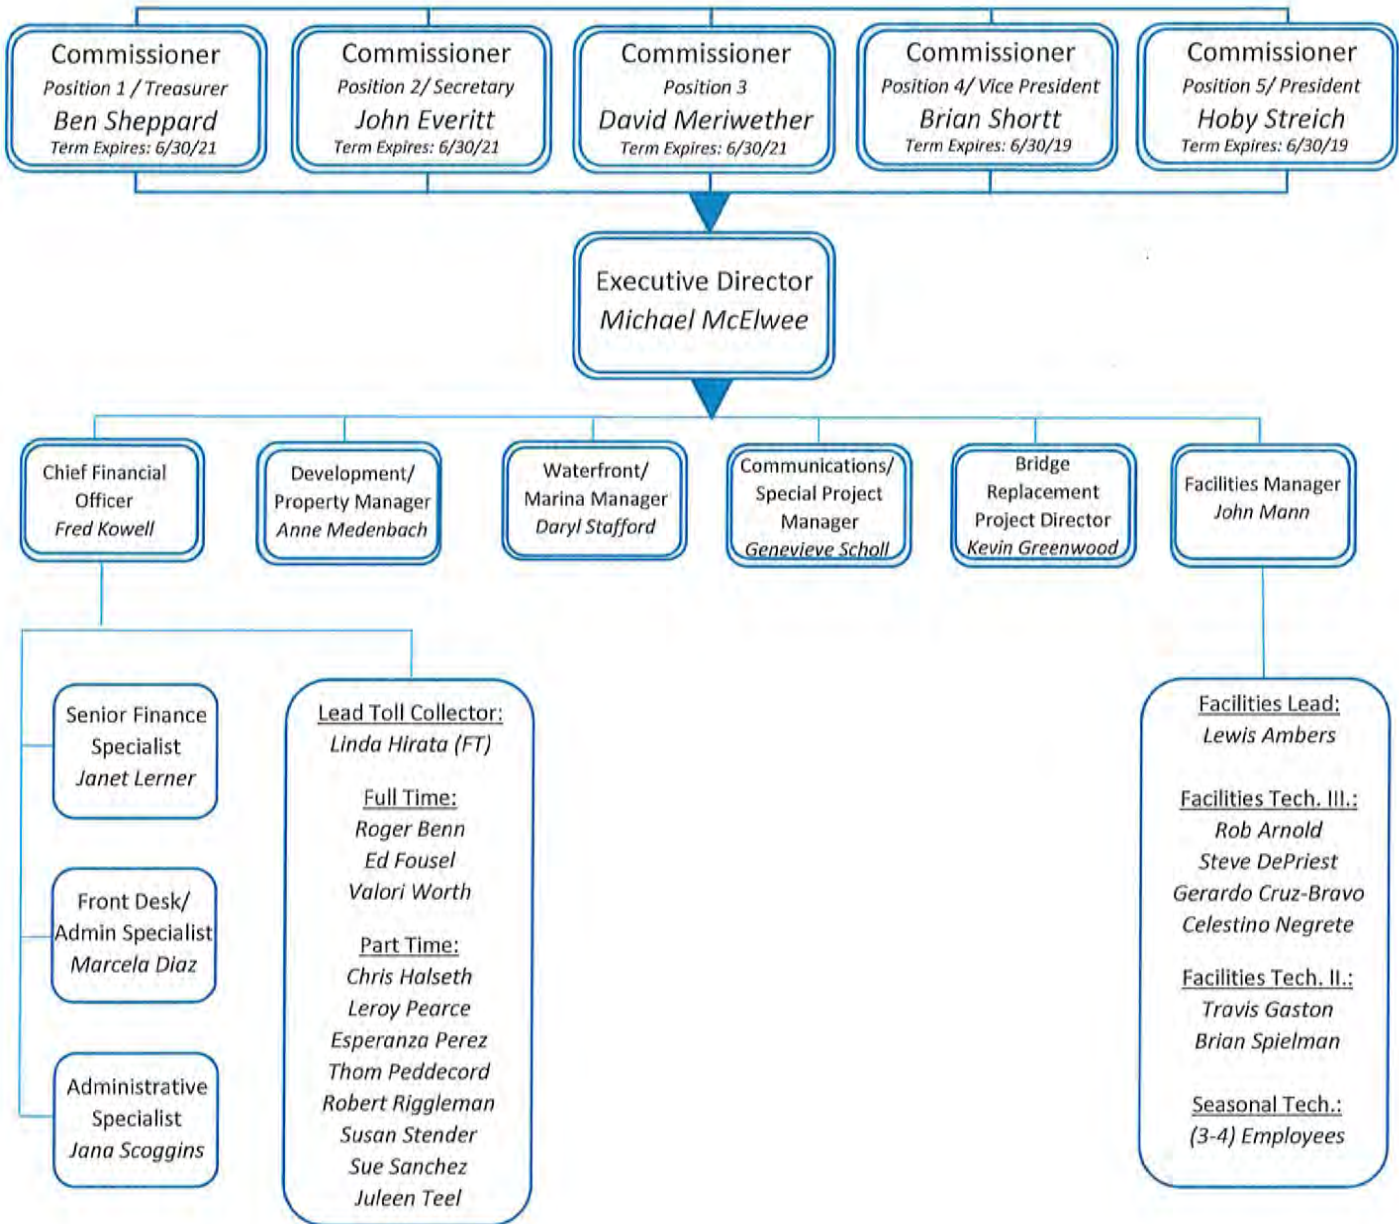 Commissioner
Position 1 / Treasurer
Ben Sheppard
Term Expires: 6/30/21
Commissioner
Position 2/ Secretary
John Everitt
Term Expires: 6/30/21
Commissioner
Position 3
David Meriwether
Term Expires: 6/30/21
Commissioner
Position 4/ Vice President
Brian Shortt
Term Expires: 6/30/19
Commissioner
Position 5/ President
Hoby Streich
Term Expires: 6/30/19
Executive Director
Michael McElwee
Chief Financial
Officer
Fred Kowell
Development/
Property Manager
Anne Medenbach
Waterfront/
Marina Manager
Daryl Stafford
Communications/
Special Project
Manager
Genevieve Scholl
Bridge
Replacement
Project Director
Kevin Greenwood
Facilities Manager
John Mann
Senior Finance
Specialist
Janet Lerner
Front Desk/
Admin Specialist
Marcela Diaz
Administrative
Specialist
Jana Scoggins
Lead Toll Collector:
Linda Hirata (FT)
Full Time:
Roger Benn
Ed Fousel
Valori Worth
Part Time:
Chris Halseth
Leroy Pearce
Esperanza Perez
Thom Peddecord
Robert Riggleman
Susan Stender
Sue Sanchez
Juleen Teel
Facilities Lead:
Lewis Ambers
Facilities Tech. III.:
Rob Arnold
Steve DePriest
Gerardo Cruz-Bravo
Celestino Negrete
Facilities Tech. II.:
Travis Gaston
Brian Spielman
Seasonal Tech.:
(3-4) Employees